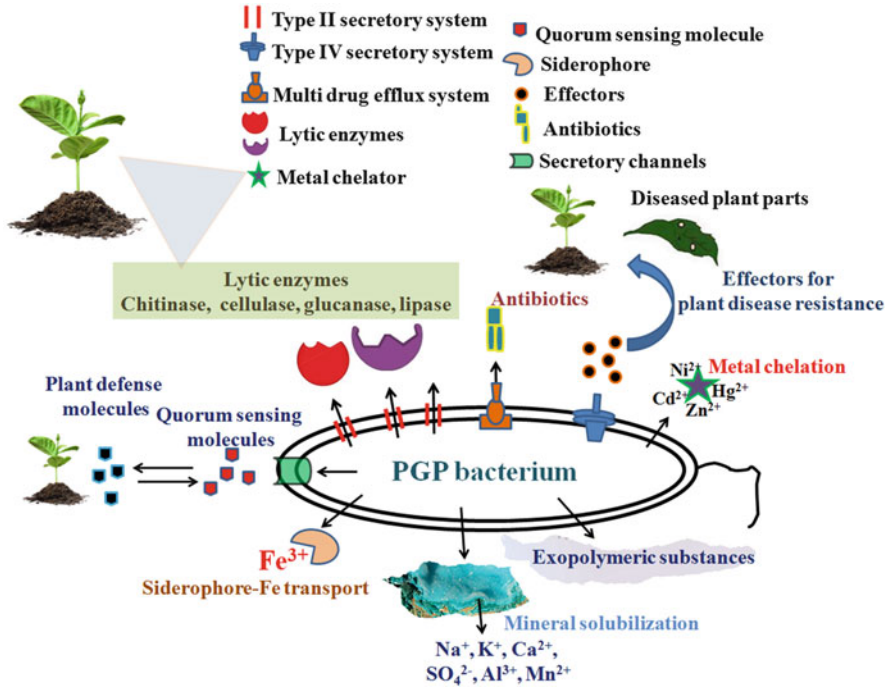 Type II secretory system
Type IV secretory system
Multi drug efflux system
Lytic enzymes
Metal chelator
Quorum sensing molecule
Siderophore
Effectors
Antibiotics
Secretory channels
Diseased plant parts
Lytic enzymes
Chitinase, cellulase, glucanase, lipase
Antibiotics
Effectors for
plant disease resistance
Metal chelation
Ni²⁺
Cd²⁺
Hg²⁺
Zn²⁺
Plant defense
molecules
Quorum sensing
molecules
PGP bacterium
Fe³⁺
Siderophore-Fe transport
Exopolymeric substances
Mineral solubilization
Na⁺, K⁺, Ca²⁺,
SO₄²⁻, Al³⁺, Mn²⁺